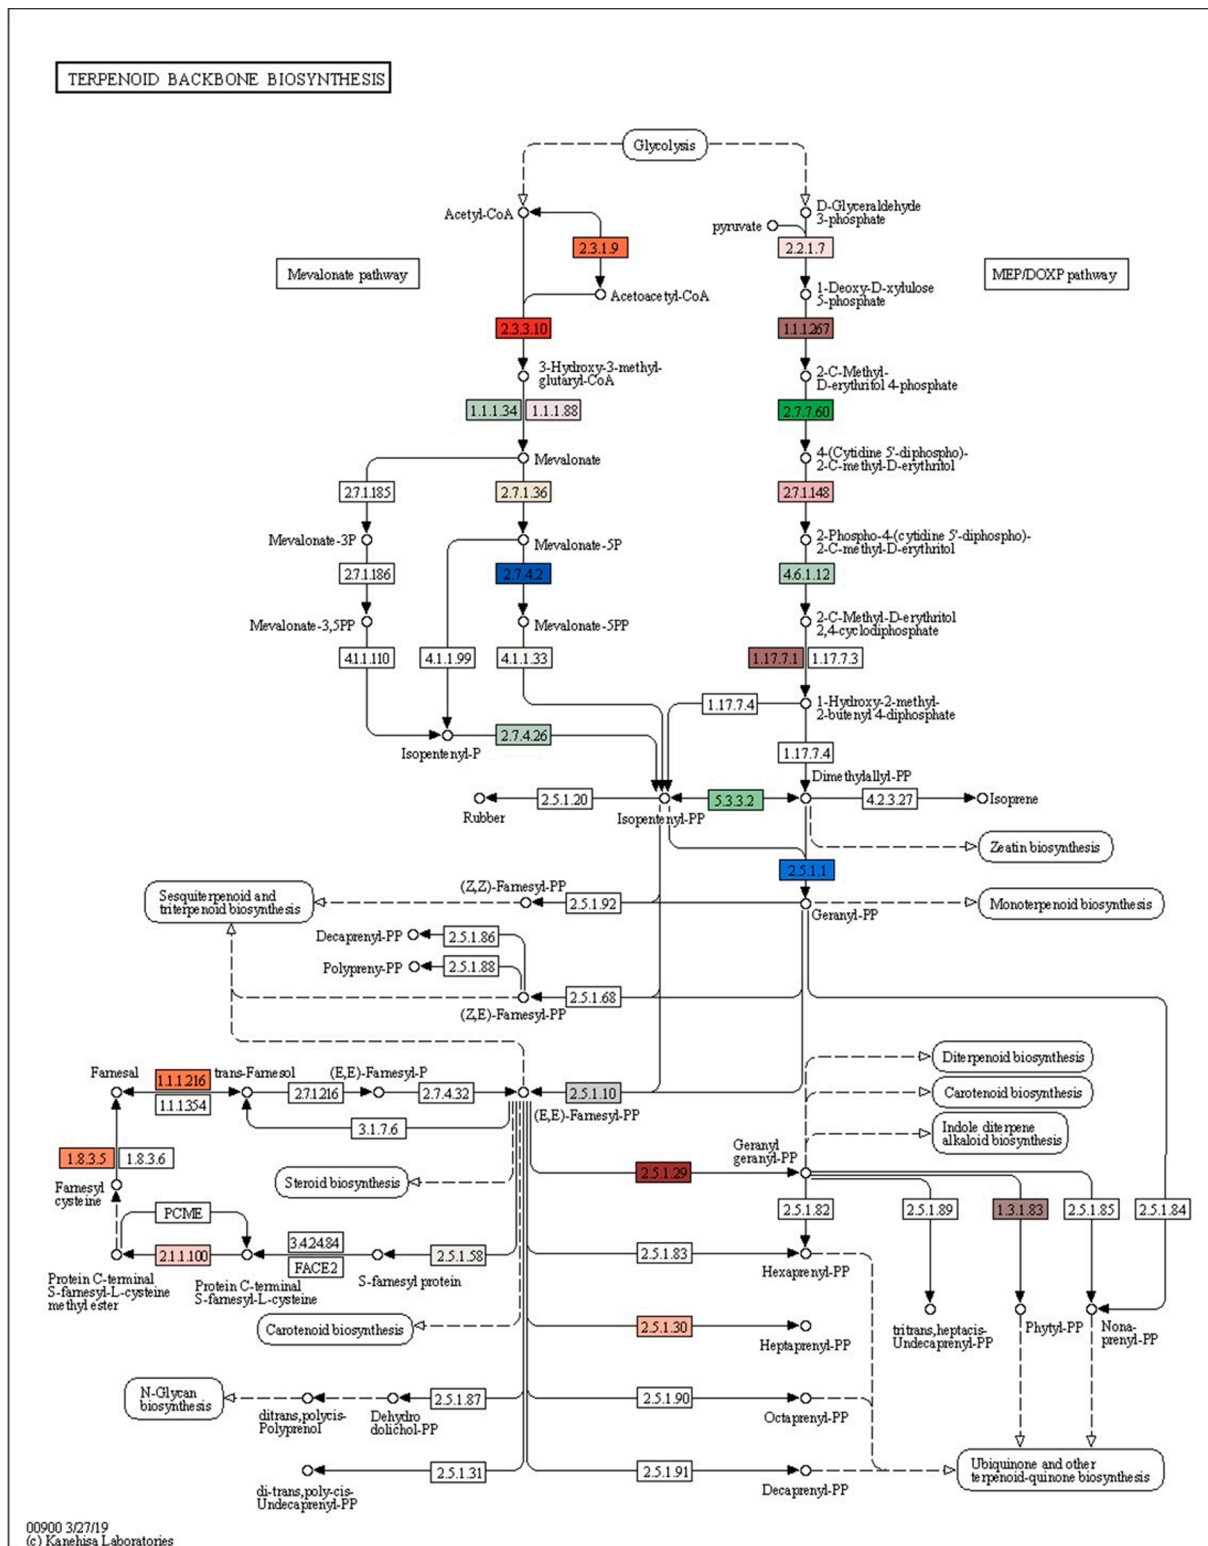 TERPENOID BACKBONE BIOSYNTHESIS
Glycolysis
Acetyl-CoA
D-Glyceraldehyde
3-phosphate
pyruvate
2.3.1.9
2.2.1.7
Mevalonate pathway
MEP/DOXP pathway
Acetoacetyl-CoA
1-Deoxy-D-xylulose
5-phosphate
2.3.3.10
1.1.1267
3-Hydroxy-3-methyl-
glutaryl-CoA
2-C-Methyl-
D-erythritol 4-phosphate
1.1.1.34
1.1.1.88
2.7.7.60
Mevalonate
4-(Cytidine 5'-diphospho)-
2-C-methyl-D-erythritol
2.7.1.185
2.7.1.36
2.7.1.148
Mevalonate-3P
Mevalonate-5P
2-Phospho-4-(cytidine 5'-diphospho)-
2-C-methyl-D-erythritol
2.7.1.186
2.7.4.2
4.6.1.12
Mevalonate-3,5PP
Mevalonate-5PP
2-C-Methyl-D-erythritol
2,4-cyclodiphosphate
4.1.1.110
4.1.1.99
4.1.1.33
1.17.7.1
1.17.7.3
1.17.7.4
1-Hydroxy-2-methyl-
2-butenyl 4-diphosphate
2.7.4.26
Isopentenyl-P
1.17.7.4
Dimethylallyl-PP
2.5.1.20
5.3.3.2
4.2.3.27
Isoprene
Rubber
Isopentenyl-PP
Zeatin biosynthesis
2.5.1.1
Sesquiterpenoid and
triterpenoid biosynthesis
(Z,Z)-Farnesyl-PP
2.5.1.92
Geranyl-PP
Monoterpenoid biosynthesis
Decaprenyl-PP
2.5.1.86
Polypreny-PP
2.5.1.88
2.5.1.68
(Z,E)-Farnesyl-PP
Diterpenoid biosynthesis
Farnesal
1.1.1.216
trans-Farnesol
(E,E)-Farnesyl-P
1.1.1354
2.7.1.216
2.7.4.32
2.5.1.10
(E,E)-Farnesyl-PP
Carotenoid biosynthesis
3.1.7.6
Indole diterpene
alkaloid biosynthesis
1.8.3.5
1.8.3.6
Geranyl
geranyl-PP
2.5.1.29
Farnesyl
cysteine
Steroid biosynthesis
PCME
2.5.1.82
2.5.1.89
1.3.1.83
2.5.1.85
2.5.1.84
2.1.1.100
3.4.24.84
FACE2
2.5.1.58
2.5.1.83
Hexaprenyl-PP
Protein C-terminal
S-farnesyl-L-cysteine
methyl ester
Protein C-terminal
S-farnesyl-L-cysteine
S-farnesyl protein
Carotenoid biosynthesis
2.5.1.30
Heptaprenyl-PP
tritrans,heptacis-
Undecaprenyl-PP
Phytyl-PP
Nona-
prenyl-PP
N-Glycan
biosynthesis
ditrans,polycis-
Polyprenol
Dehydro
dolichol-PP
2.5.1.87
2.5.1.90
Octaprenyl-PP
di-trans,poly-cis-
Undecaprenyl-PP
2.5.1.31
2.5.1.91
Decaprenyl-PP
Ubiquinone and other
terpenoid-quinone biosynthesis
00900 3/27/19
(c) Kanehisa Laboratories